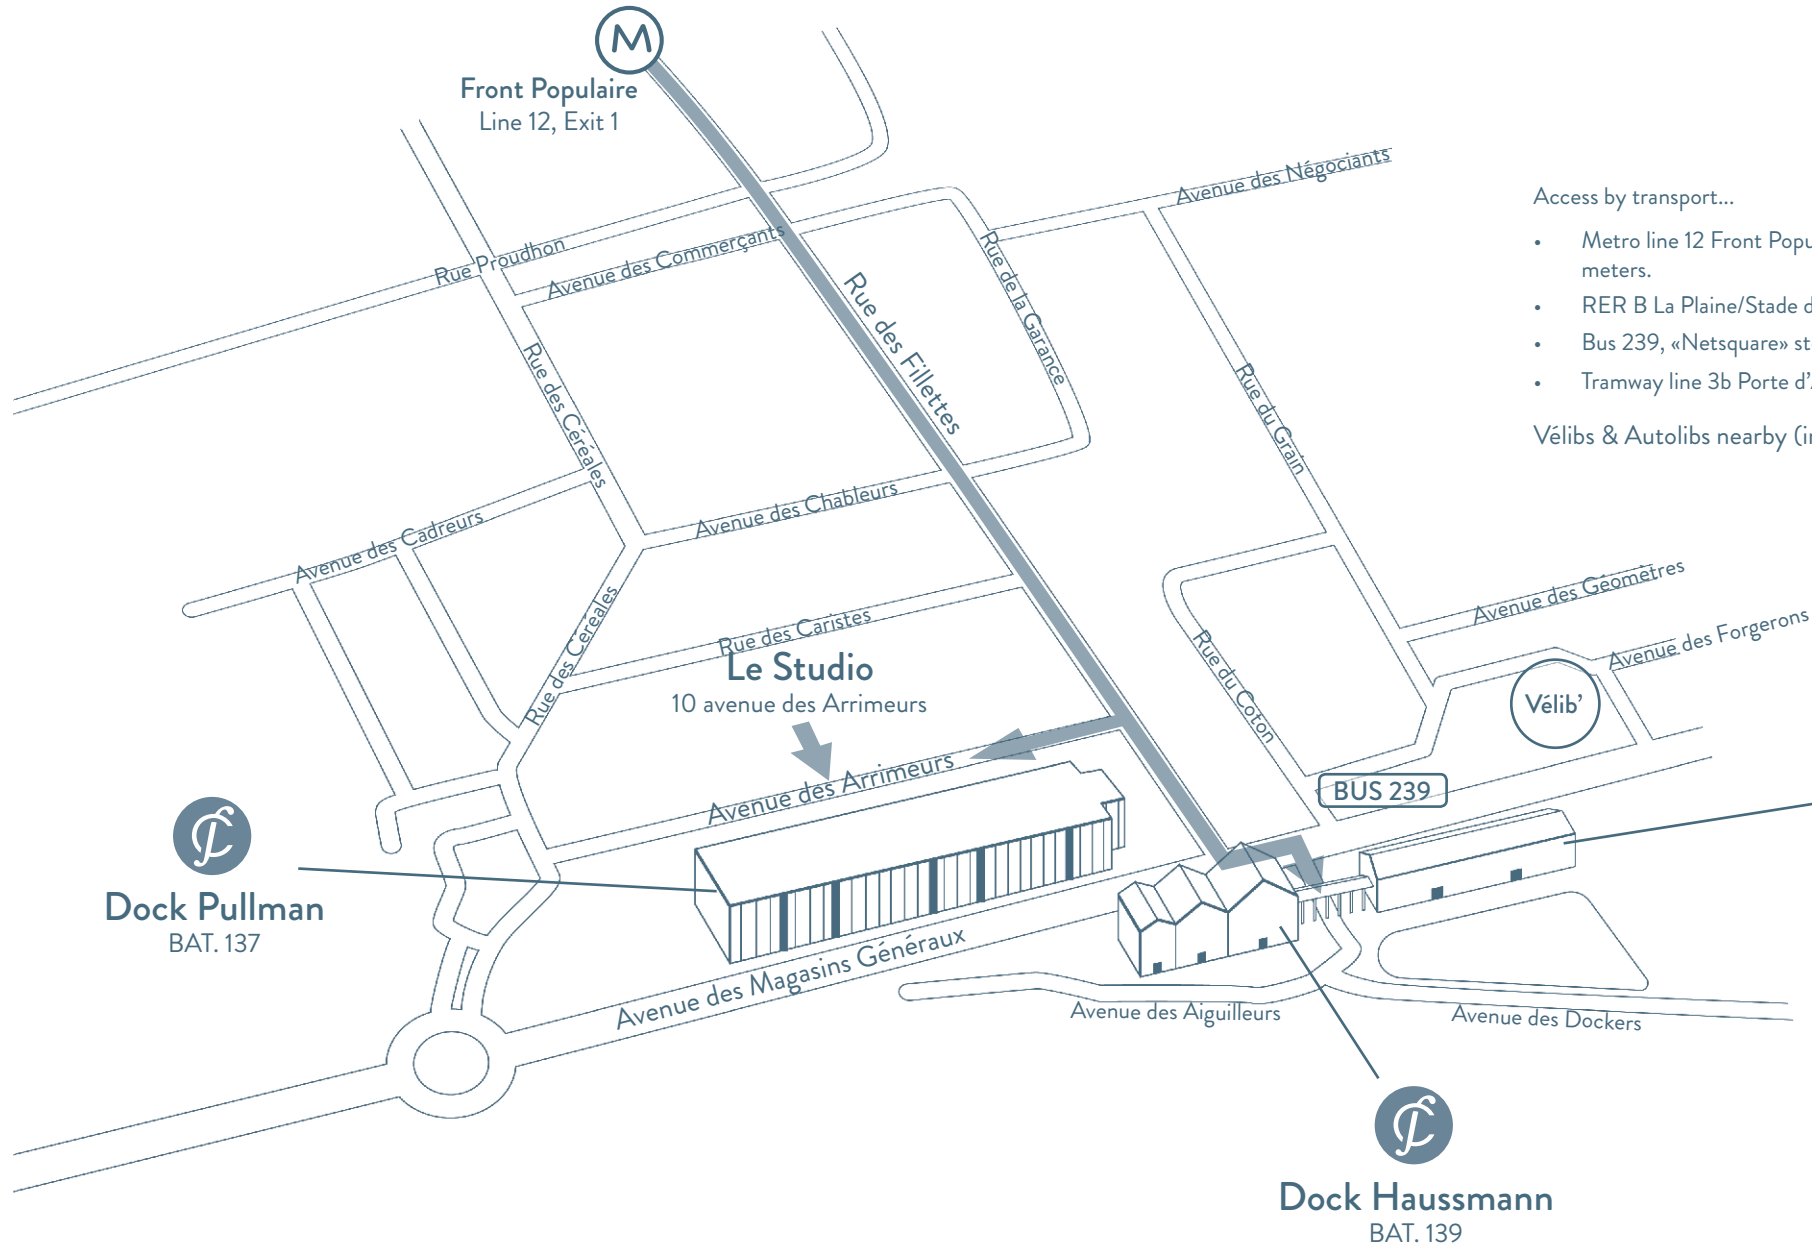 M
Front Populaire
Line 12, Exit 1
Avenue des Négociants
Access by transport...
• Metro line 12 Front Popu
meters.
• RER B La Plaine/Stade d
• Bus 239, «Netsquare» st
• Tramway line 3b Porte d’
Vélibs & Autolibs nearby (i
Rue Proudhon
Avenue des Commerçants
Rue des Fillettes
Rue de la Garance
Rue des Céréales
Rue du Grain
Avenue des Cadreurs
Avenue des Chableurs
Rue des Céréales
Rue des Caristes
Le Studio
10 avenue des Arrimeurs
Rue du Coton
Avenue des Géomètres
Avenue des Forgerons
Vélib’
Avenue des Arrimeurs
BUS 239
Dock Pullman
BAT. 137
Avenue des Magasins Généraux
Avenue des Aiguilleurs
Avenue des Dockers
Dock Haussmann
BAT. 139